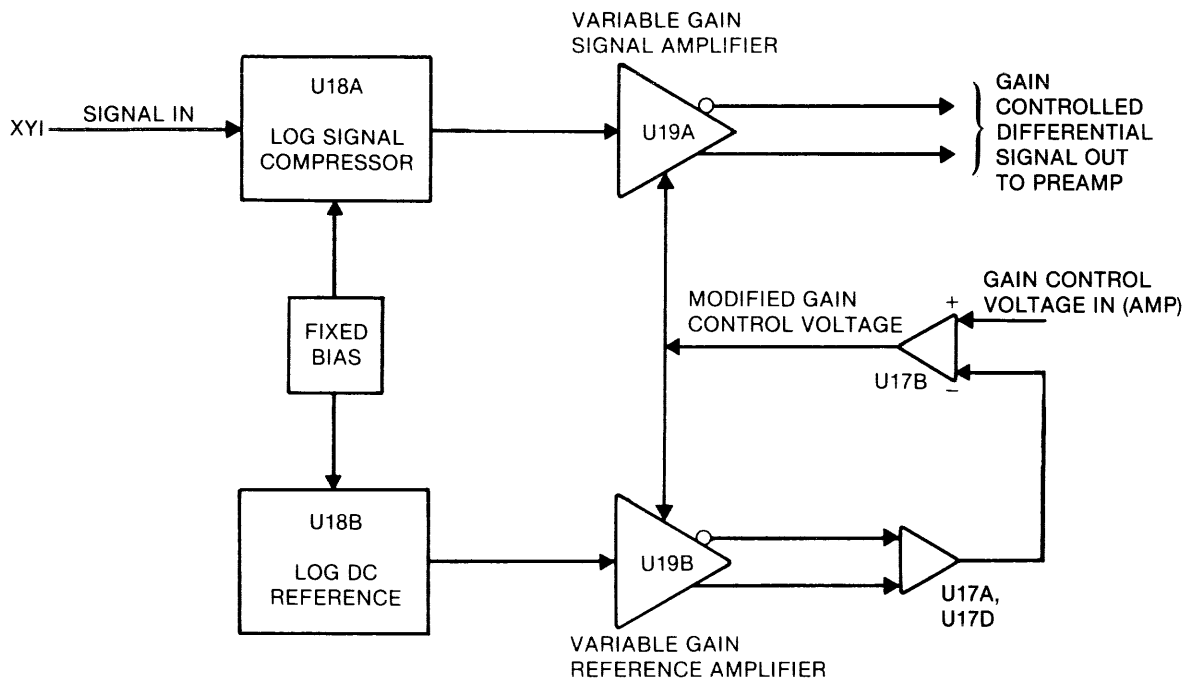 VARIABLE GAIN
SIGNAL AMPLIFIER
XYI
SIGNAL IN
U18A
LOG SIGNAL
COMPRESSOR
U19A
GAIN
CONTROLLED
DIFFERENTIAL
SIGNAL OUT
TO PREAMP
FIXED
BIAS
MODIFIED GAIN
CONTROL VOLTAGE
+
GAIN CONTROL
VOLTAGE IN (AMP)
U17B
−
U18B
LOG DC
REFERENCE
U19B
U17A,
U17D
VARIABLE GAIN
REFERENCE AMPLIFIER